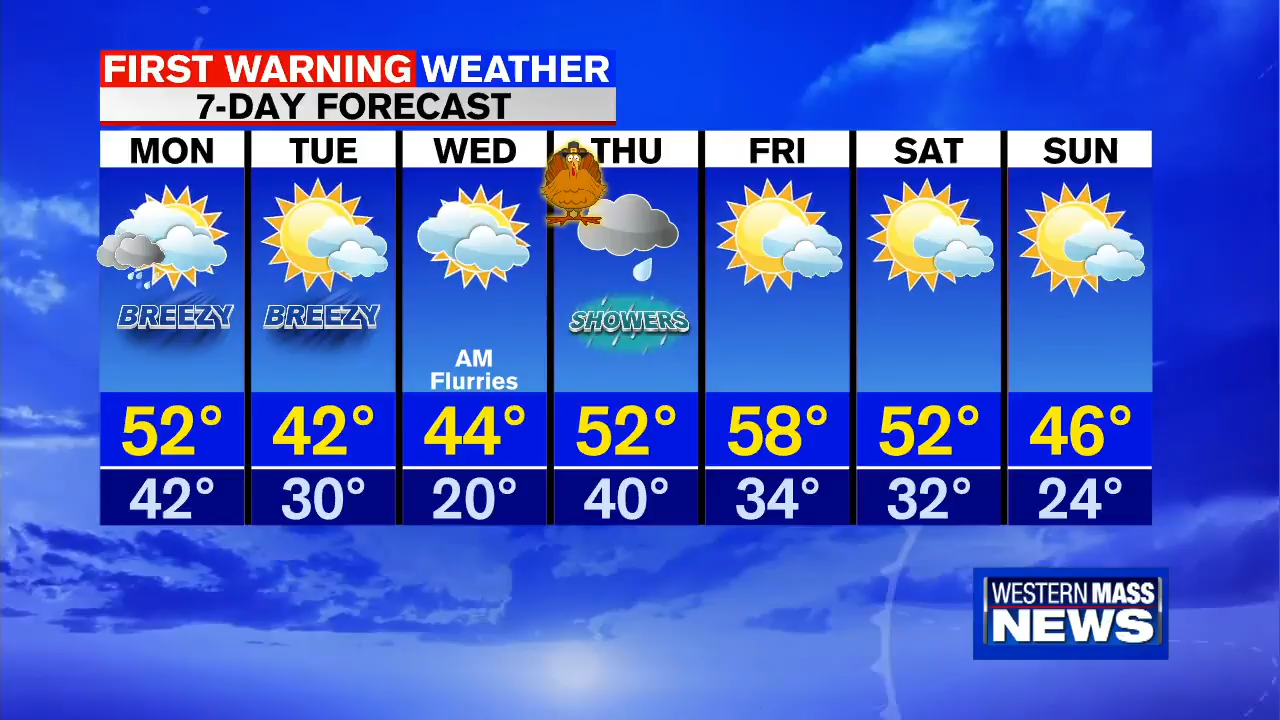 FIRST WARNING WEATHER
7-DAY FORECAST
MON TUE WED THU FRI SAT SUN
BREEZY BREEZY SHOWERS
AM
Flurries
52° 42° 44° 52° 58° 52° 46°
42° 30° 20° 40° 34° 32° 24°
WESTERN MASS
NEWS